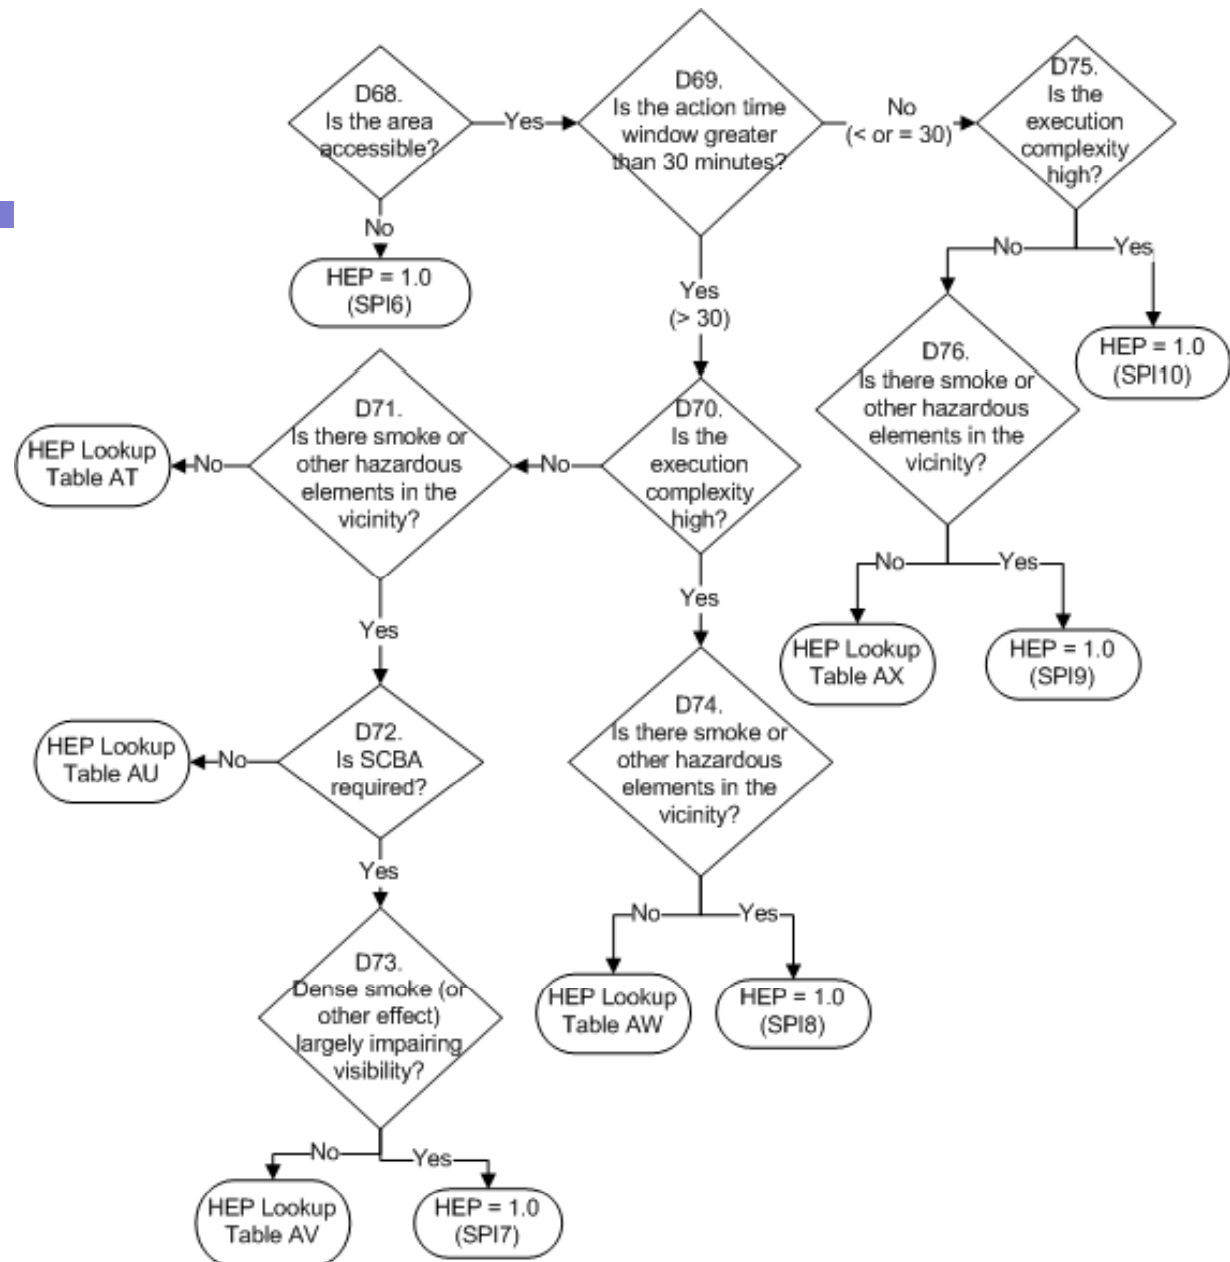 D68.
Is the area
accessible?
Yes
D69.
Is the action time
window greater
than 30 minutes?
No
(< or = 30)
D75.
Is the
execution
complexity
high?
No
HEP = 1.0
(SPI6)
Yes
(> 30)
No
Yes
D76.
Is there smoke or
other hazardous
elements in the
vicinity?
HEP = 1.0
(SPI10)
D71.
Is there smoke or
other hazardous
elements in the
vicinity?
No
HEP Lookup
Table AT
D70.
Is the
execution
complexity
high?
No
Yes
Yes
No
Yes
HEP Lookup
Table AX
HEP = 1.0
(SPI9)
D72.
Is SCBA
required?
No
HEP Lookup
Table AU
D74.
Is there smoke or
other hazardous
elements in the
vicinity?
Yes
No
Yes
HEP Lookup
Table AW
HEP = 1.0
(SPI8)
D73.
Dense smoke (or
other effect)
largely impairing
visibility?
No
Yes
HEP Lookup
Table AV
HEP = 1.0
(SPI7)